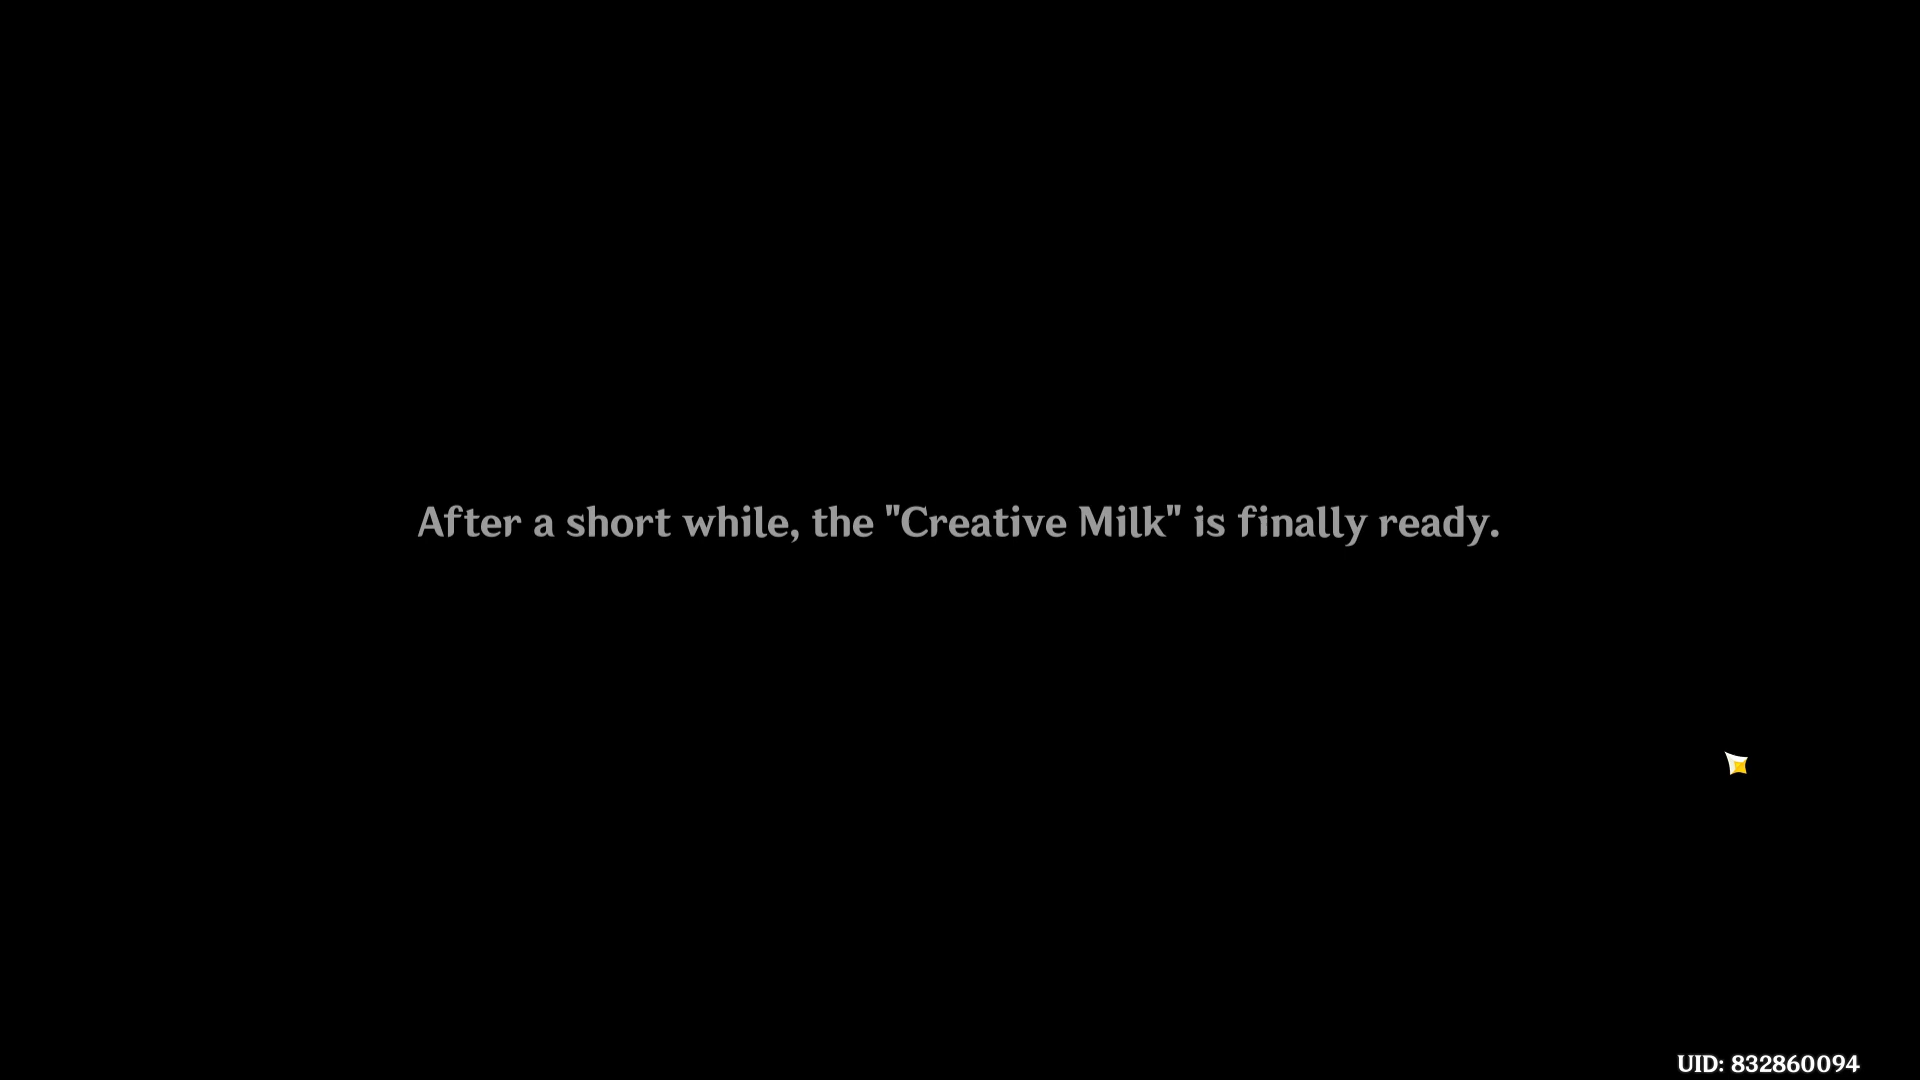 After a short while, the "Creative Milk" is finally ready.
UID: 832860094